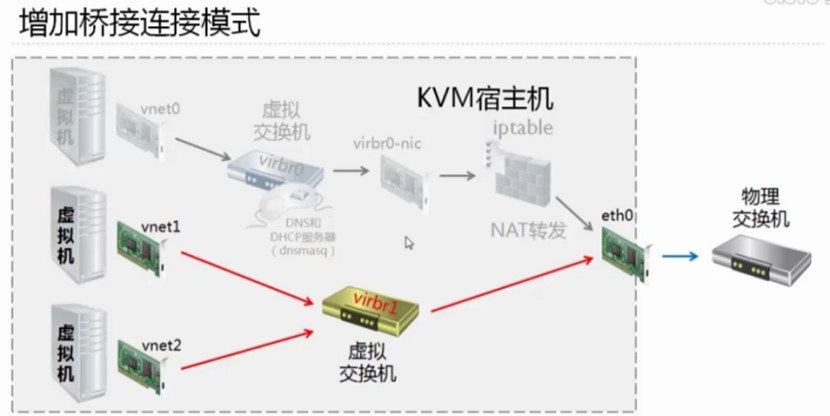 增加桥接连接模式
KVM宿主机
虚拟机
vnet0
虚拟
交换机
virbr0
DNS和
DHCP服务器
(dnsmasq)
virbr0-nic
iptable
NAT转发
虚拟机
vnet1
虚拟机
vnet2
virbr1
虚拟
交换机
eth0
物理
交换机